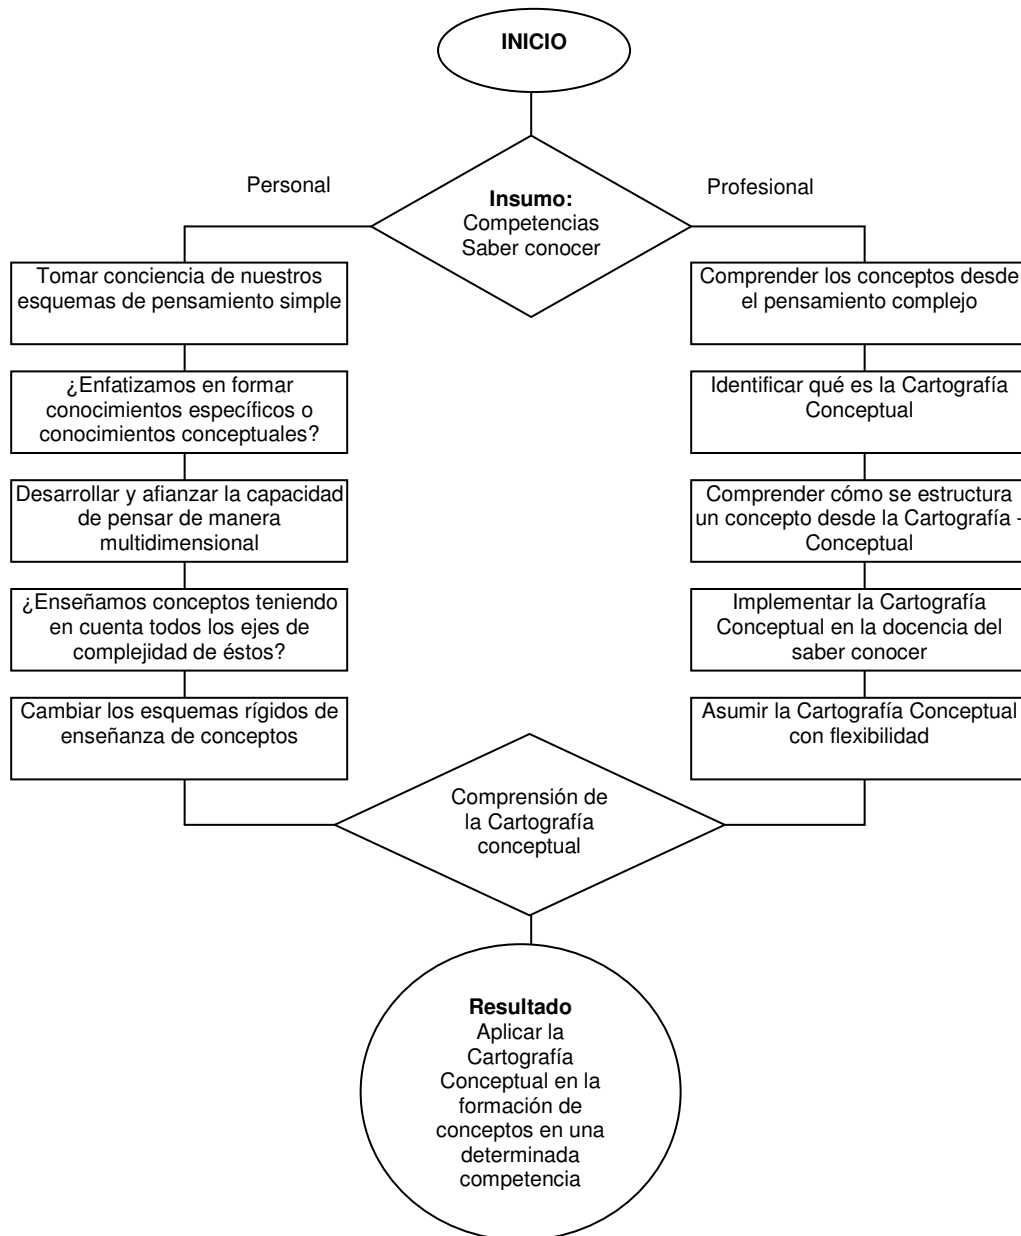 INICIO
Personal
Profesional
Insumo:
Competencias
Saber conocer
Tomar conciencia de nuestros
esquemas de pensamiento simple
¿Enfatizamos en formar
conocimientos específicos o
conocimientos conceptuales?
Desarrollar y afianzar la capacidad
de pensar de manera
multidimensional
¿Enseñamos conceptos teniendo
en cuenta todos los ejes de
complejidad de éstos?
Cambiar los esquemas rígidos de
enseñanza de conceptos
Comprender los conceptos desde
el pensamiento complejo
Identificar qué es la Cartografía
Conceptual
Comprender cómo se estructura
un concepto desde la Cartografía -
Conceptual
Implementar la Cartografía
Conceptual en la docencia del
saber conocer
Asumir la Cartografía Conceptual
con flexibilidad
Comprensión de
la Cartografía
conceptual
Resultado
Aplicar la
Cartografía
Conceptual en la
formación de
conceptos en una
determinada
competencia